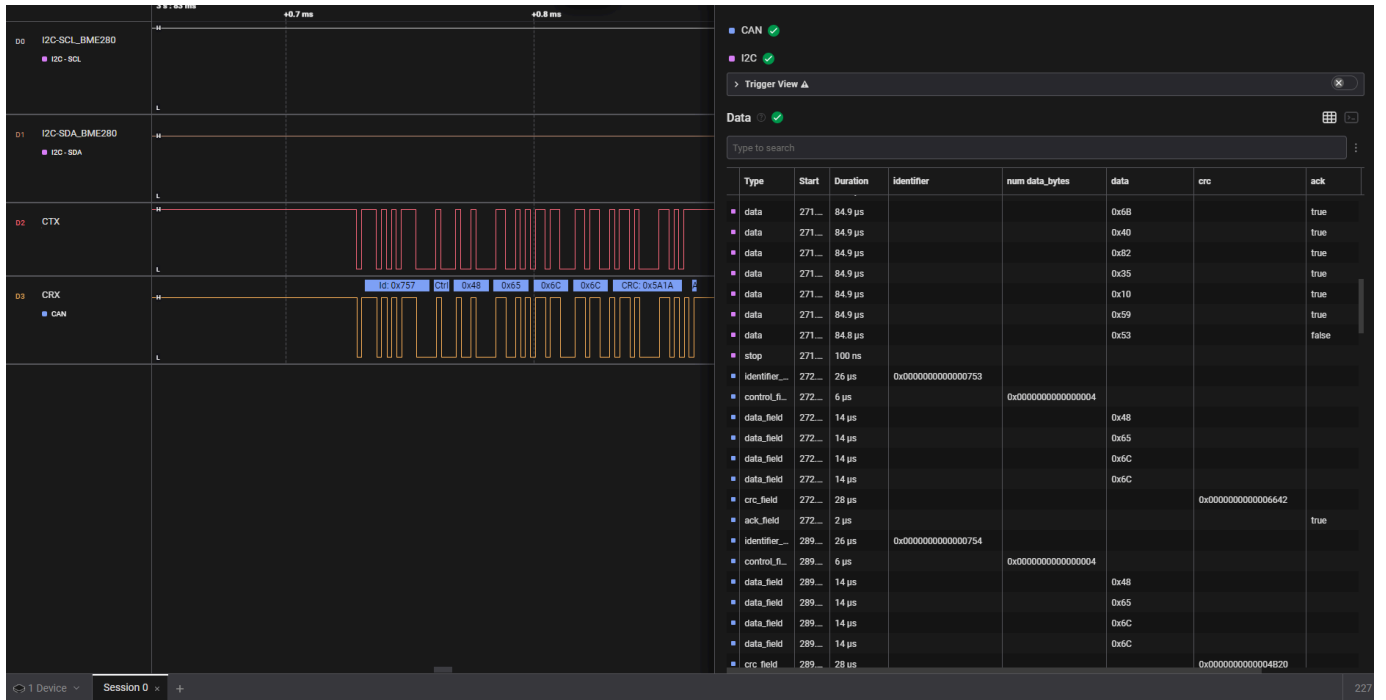 3 s : 83 ms
+0.7 ms +0.8 ms
D0 I2C-SCL_BME280
I2C - SCL
H
L
D1 I2C-SDA_BME280
I2C - SDA
H
L
D2 CTX
H
L
D3 CRX
CAN
H
L
Id: 0x757 Ctrl 0x48 0x65 0x6C 0x6C CRC: 0x5A1A A
CAN
I2C
Trigger View
Data
Type to search
Type Start Duration identifier num data_bytes data crc ack
data 271.... 84.9 µs 0x6B true
data 271.... 84.9 µs 0x40 true
data 271.... 84.9 µs 0x82 true
data 271.... 84.9 µs 0x35 true
data 271.... 84.9 µs 0x10 true
data 271.... 84.9 µs 0x59 true
data 271.... 84.8 µs 0x53 false
stop 271.... 100 ns
identifier_... 272.... 26 µs 0x0000000000000753
control_fi... 272.... 6 µs 0x0000000000000004
data_field 272.... 14 µs 0x48
data_field 272.... 14 µs 0x65
data_field 272.... 14 µs 0x6C
data_field 272.... 14 µs 0x6C
crc_field 272.... 28 µs 0x0000000000006642
ack_field 272.... 2 µs true
identifier_... 289.... 26 µs 0x0000000000000754
control_fi... 289.... 6 µs 0x0000000000000004
data_field 289.... 14 µs 0x48
data_field 289.... 14 µs 0x65
data_field 289.... 14 µs 0x6C
data_field 289.... 14 µs 0x6C
crc_field 289.... 28 µs 0x0000000000004B20
1 Device Session 0 × + 227